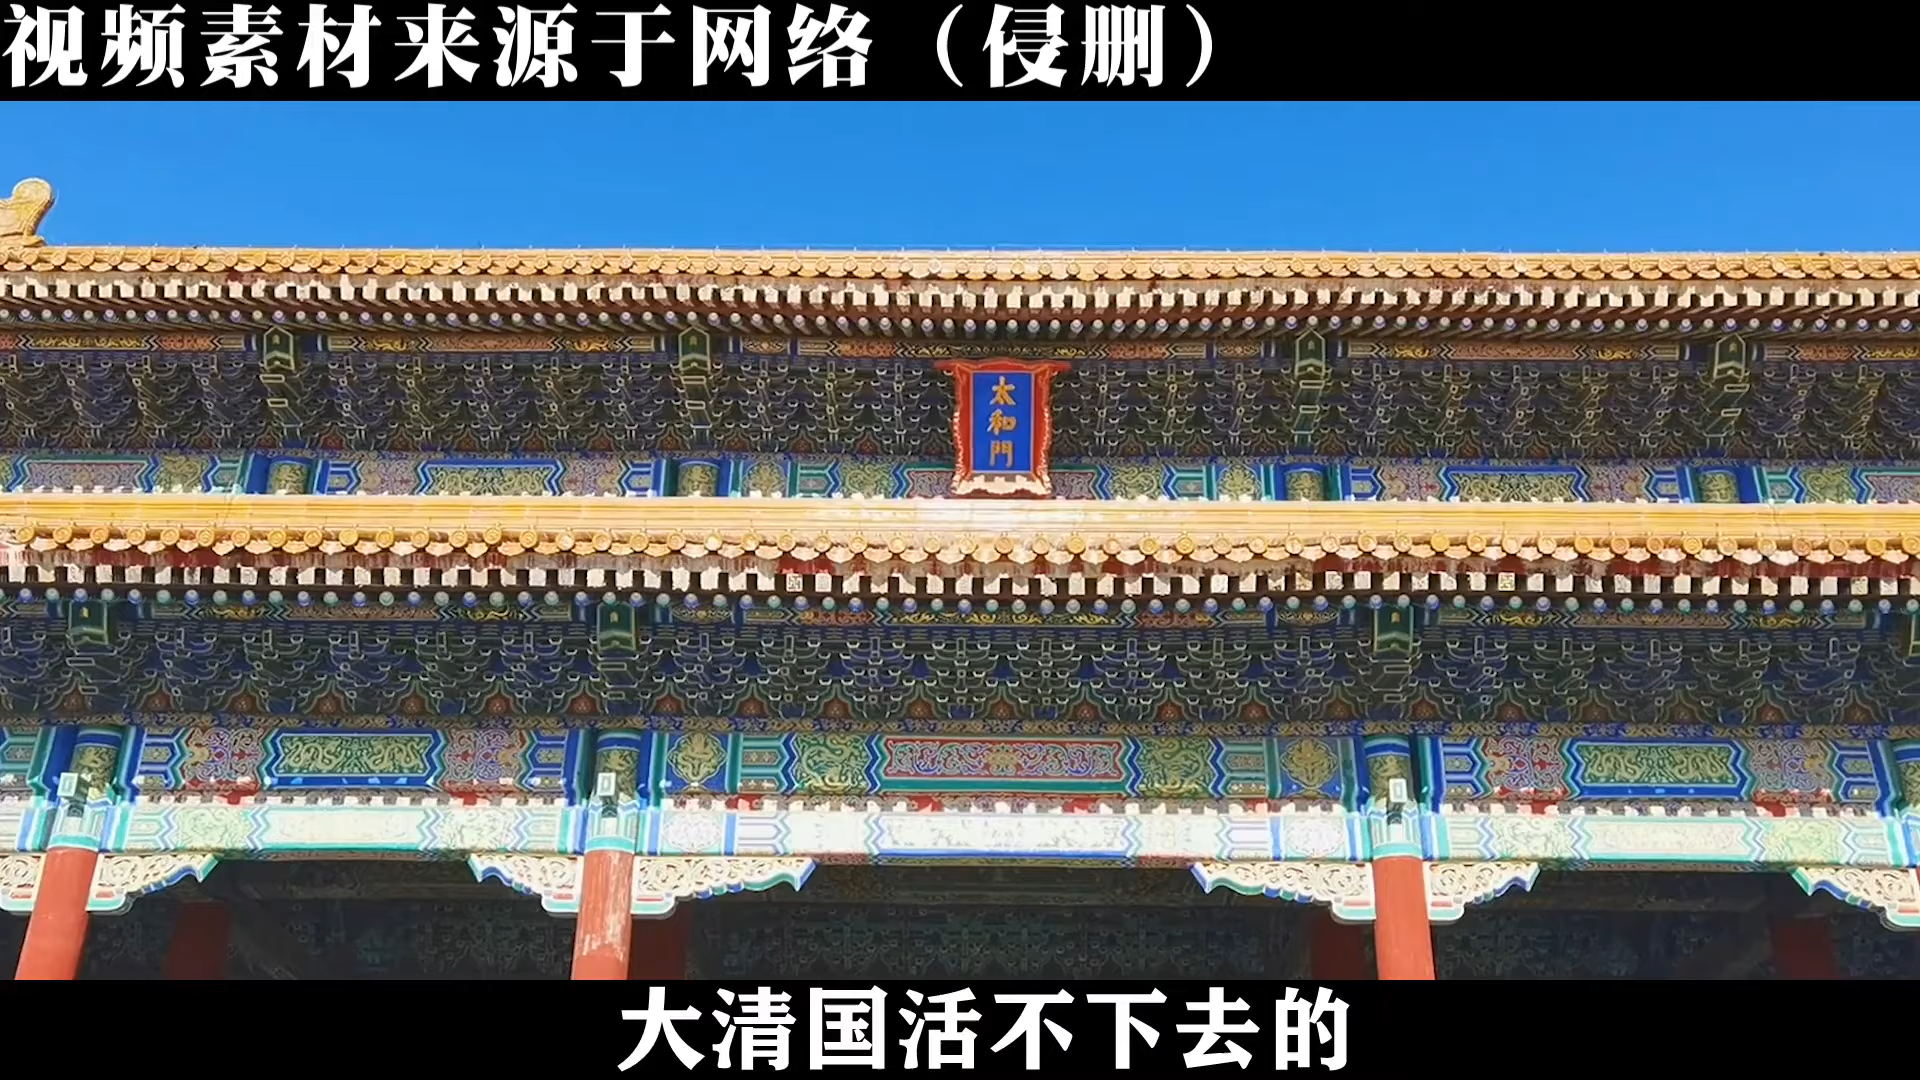 视频素材来源于网络（侵删）
太和門
大清国活不下去的